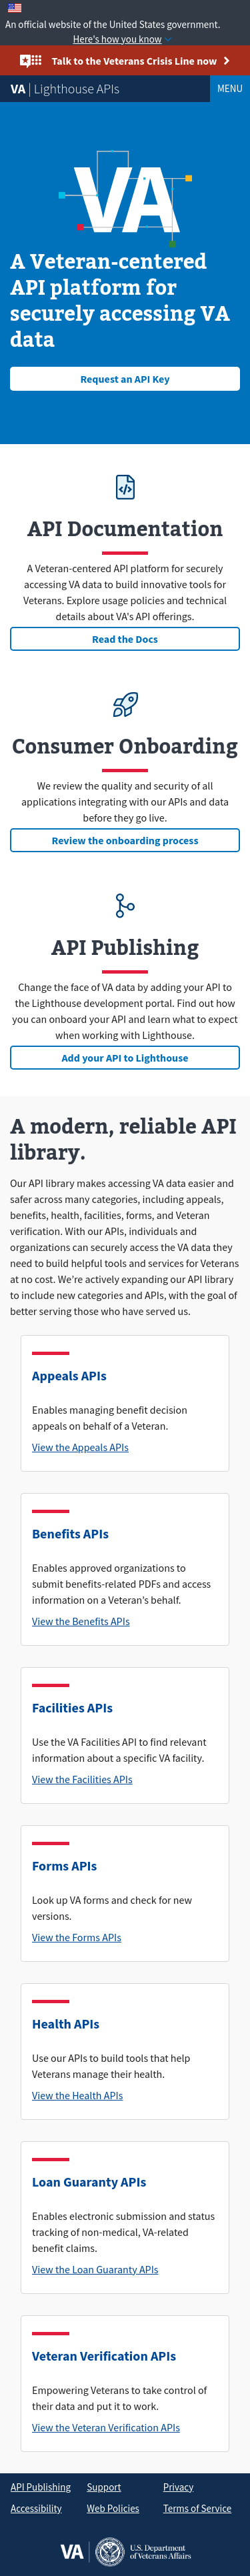 An official website of the United States government.
Here's how you know
Talk to the Veterans Crisis Line now
VA | Lighthouse APIs
MENU
VA
A Veteran-centered
API platform for
securely accessing VA
data
Request an API Key
API Documentation
A Veteran-centered API platform for securely
accessing VA data to build innovative tools for
Veterans. Explore usage policies and technical
details about VA's API offerings.
Read the Docs
Consumer Onboarding
We review the quality and security of all
applications integrating with our APIs and data
before they go live.
Review the onboarding process
API Publishing
Change the face of VA data by adding your API to
the Lighthouse development portal. Find out how
you can onboard your API and learn what to expect
when working with Lighthouse.
Add your API to Lighthouse
A modern, reliable API
library.
Our API library makes accessing VA data easier and
safer across many categories, including appeals,
benefits, health, facilities, forms, and Veteran
verification. With our APIs, individuals and
organizations can securely access the VA data they
need to build helpful tools and services for Veterans
at no cost. We're actively expanding our API library
to include new categories and APIs, with the goal of
better serving those who have served us.
Appeals APIs
Enables managing benefit decision
appeals on behalf of a Veteran.
View the Appeals APIs
Benefits APIs
Enables approved organizations to
submit benefits-related PDFs and access
information on a Veteran's behalf.
View the Benefits APIs
Facilities APIs
Use the VA Facilities API to find relevant
information about a specific VA facility.
View the Facilities APIs
Forms APIs
Look up VA forms and check for new
versions.
View the Forms APIs
Health APIs
Use our APIs to build tools that help
Veterans manage their health.
View the Health APIs
Loan Guaranty APIs
Enables electronic submission and status
tracking of non-medical, VA-related
benefit claims.
View the Loan Guaranty APIs
Veteran Verification APIs
Empowering Veterans to take control of
their data and put it to work.
View the Veteran Verification APIs
API Publishing Support Privacy
Accessibility Web Policies Terms of Service
VA
U.S. Department
of Veterans Affairs